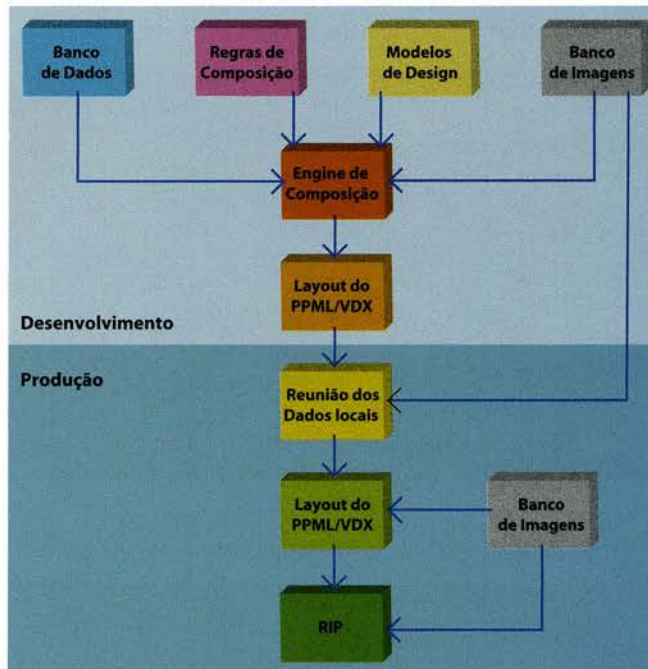 Banco
de Dados
Regras de
Composição
Modelos
de Design
Banco
de Imagens
Engine de
Composição
Layout do
PPML/VDX
Desenvolvimento
Produção
Reunião dos
Dados locais
Layout do
PPML/VDX
Banco
de Imagens
RIP